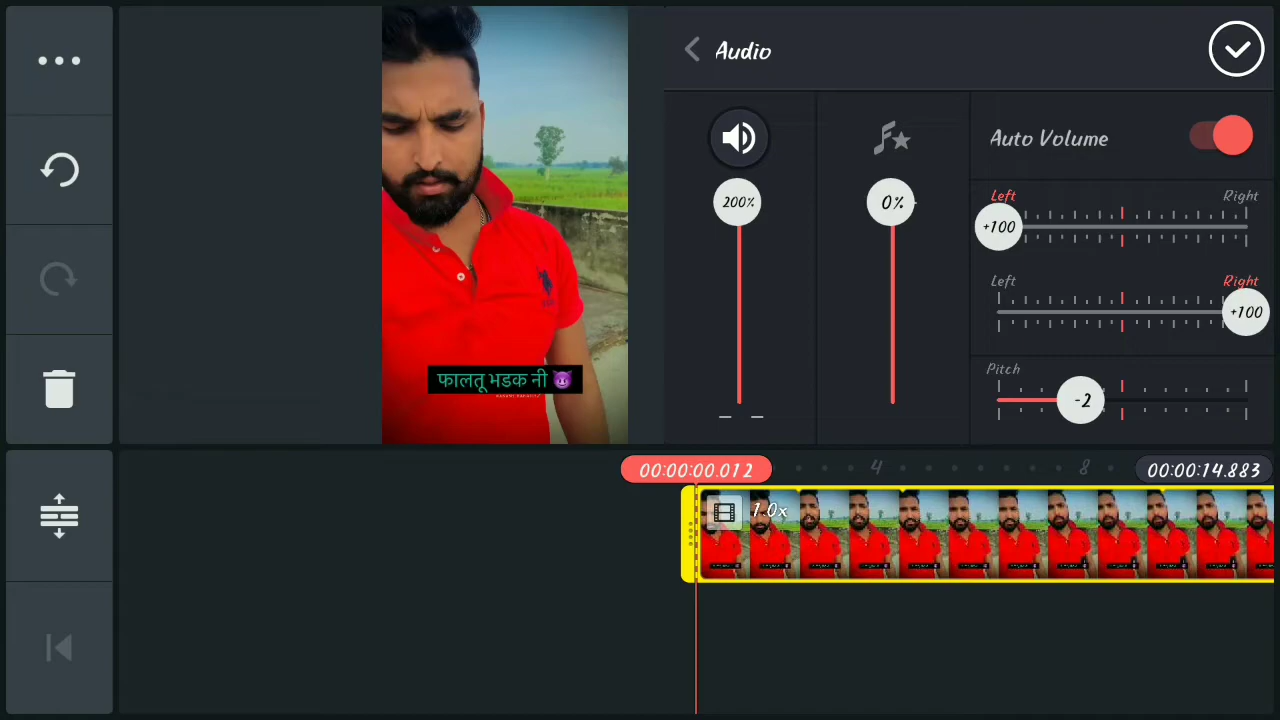 Audio
200%
0%
Auto Volume
Left
Right
+100
Left
Right
+100
Pitch
-2
फालतू भडक नी 😈
00:00:00.012
4
8
00:00:14.883
1.0x